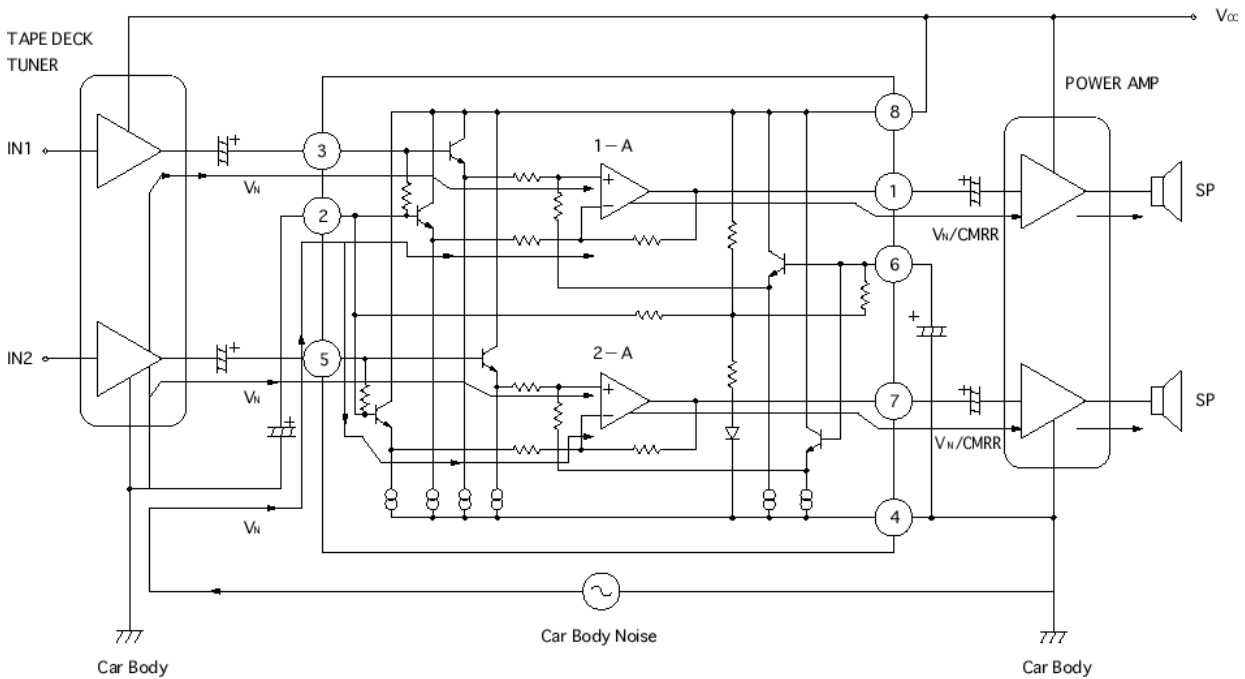 Vcc
TAPE DECK
TUNER
POWER AMP
8
IN1
+
3
1-A
+
−
VN
1
+
SP
2
VN/CMRR
6
+
IN2
+
5
2-A
+
−
VN
7
+
SP
+
VN/CMRR
4
VN
Car Body Noise
Car Body
Car Body